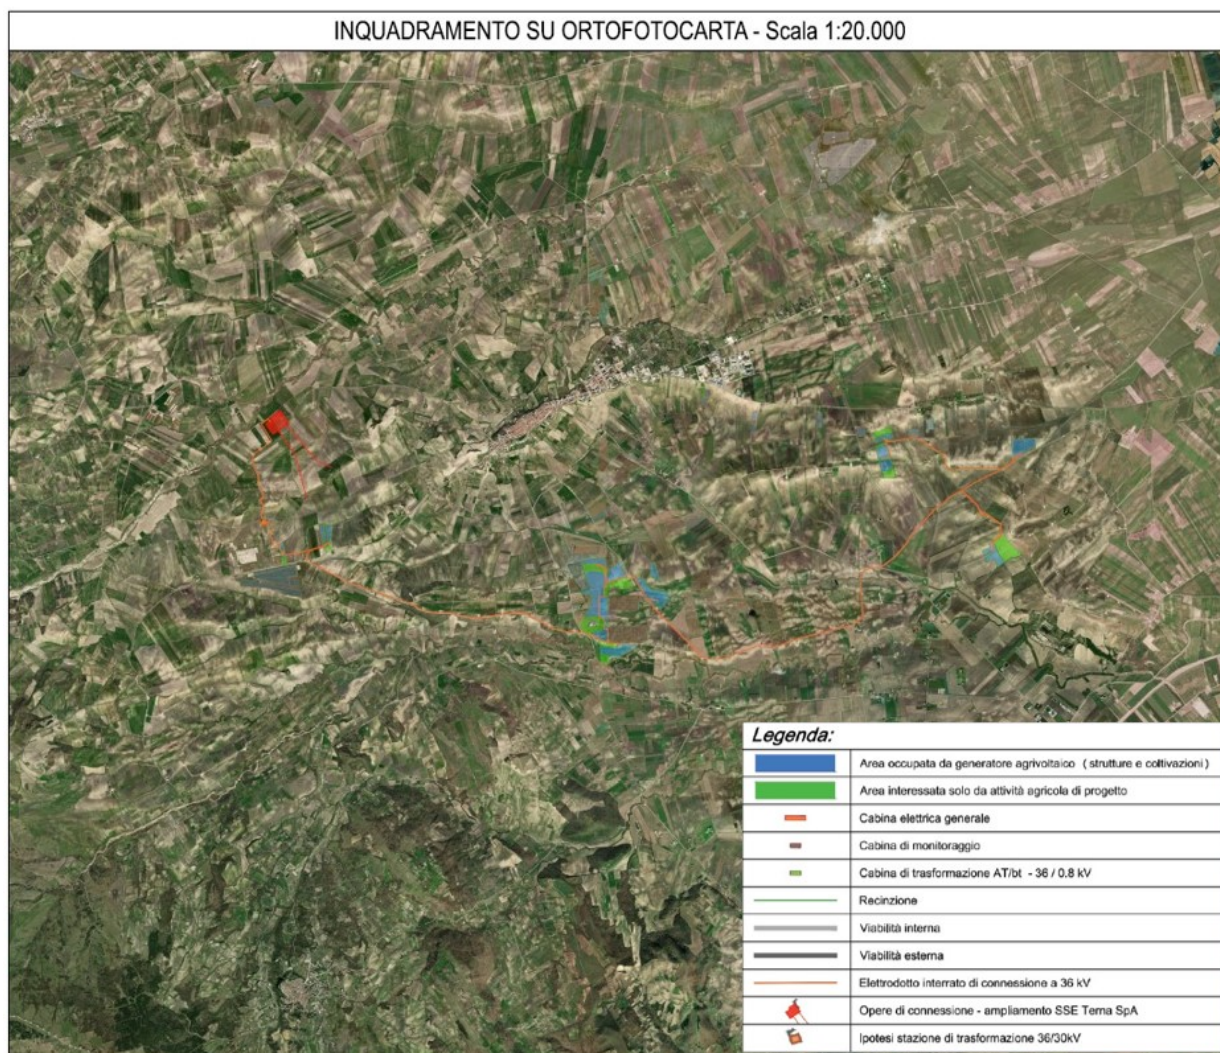 INQUADRAMENTO SU ORTOFOTOCARTA - Scala 1:20.000
Legenda:
Area occupata da generatore agrivoltaico ( strutture e coltivazioni)
Area interessata solo da attività agricola di progetto
Cabina elettrica generale
Cabina di monitoraggio
Cabina di trasformazione AT/bt - 36 / 0.8 kV
Recinzione
Viabilità interna
Viabilità esterna
Elettrodotto interrato di connessione a 36 kV
Opere di connessione - ampliamento SSE Terna SpA
Ipotesi stazione di trasformazione 36/30kV